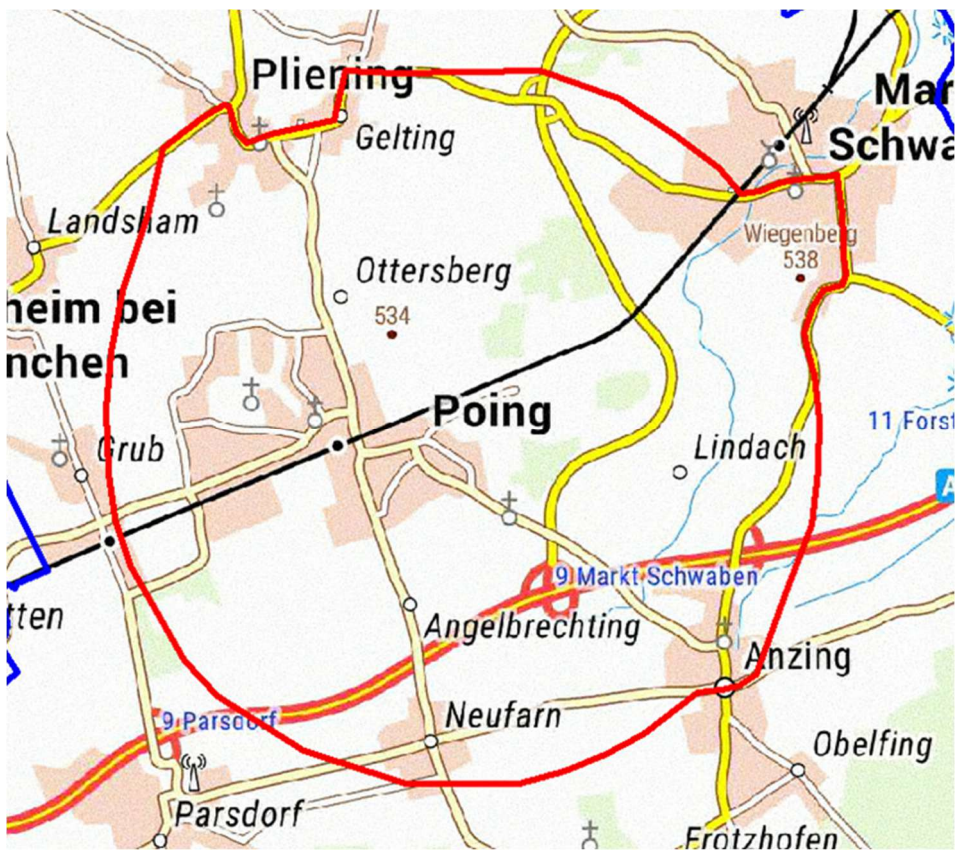 Pliening
Mar
Schwa
Gelting
Landsham
Wiegenberg
538
Ottersberg
534
heim bei
nchen
Poing
11 Forst
Grub
Lindach
A
9 Markt Schwaben
tten
Angelbrechting
Anzing
9 Parsdorf
Neufarn
Obelfing
Parsdorf
Frotzhofen